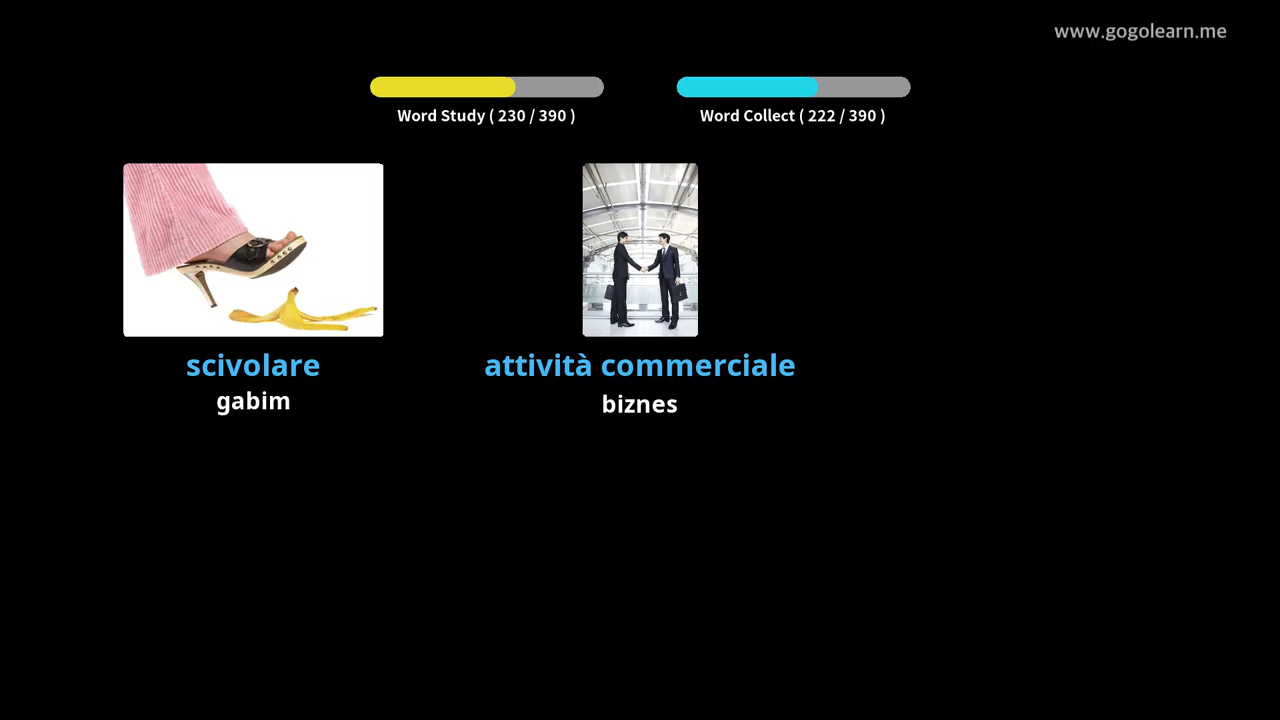 www.gogolearn.me
Word Study ( 230 / 390 )
Word Collect ( 222 / 390 )
scivolare
gabim
attività commerciale
biznes